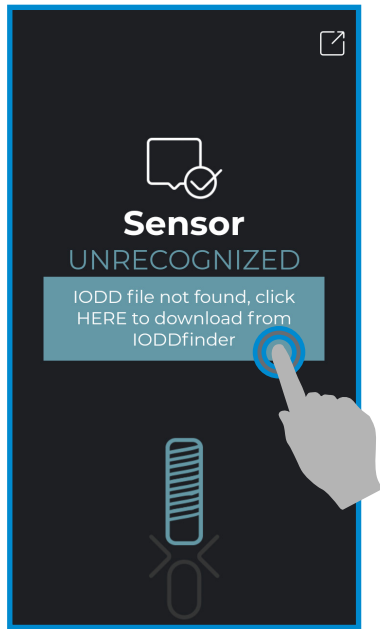 Sensor
UNRECOGNIZED
IODD file not found, click
HERE to download from
IODDfinder